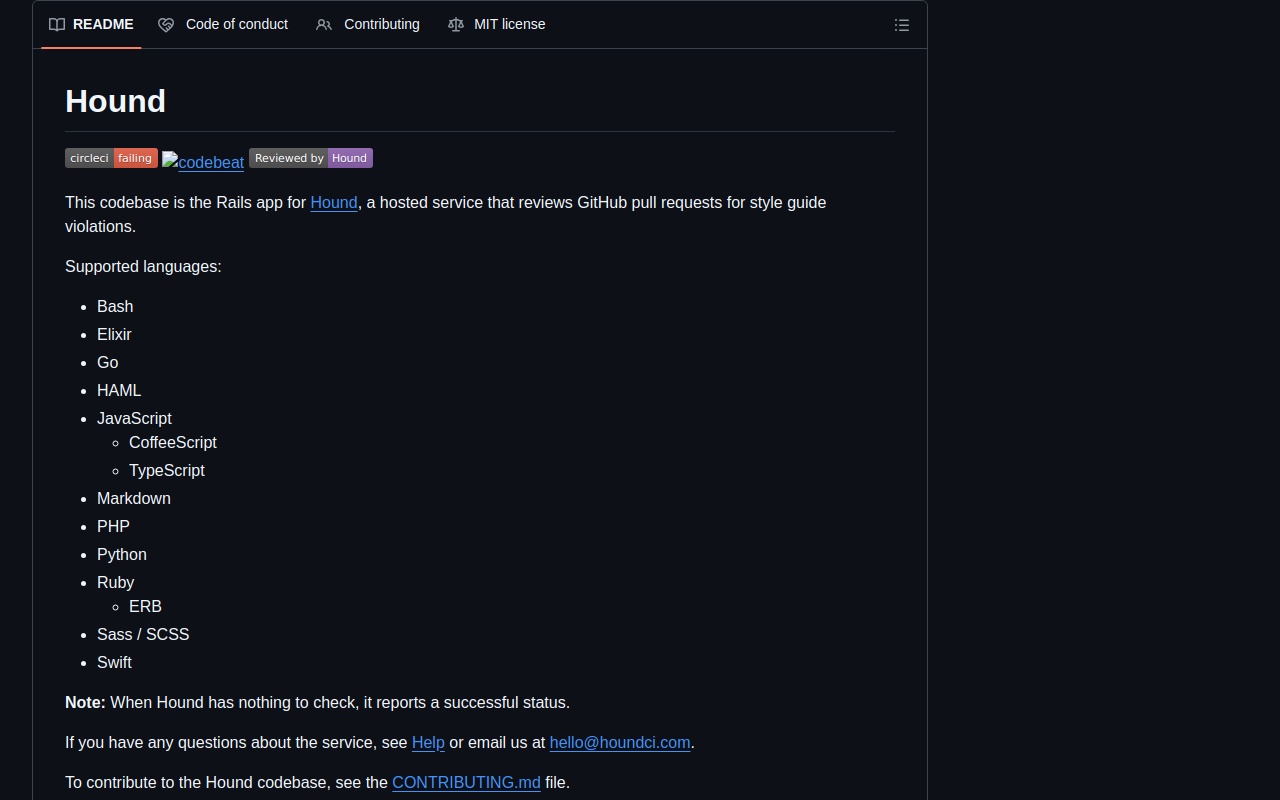 README Code of conduct Contributing MIT license
Hound
circleci failing codebeat Reviewed by Hound
This codebase is the Rails app for Hound, a hosted service that reviews GitHub pull requests for style guide
violations.
Supported languages:
Bash
Elixir
Go
HAML
JavaScript
CoffeeScript
TypeScript
Markdown
PHP
Python
Ruby
ERB
Sass / SCSS
Swift
Note: When Hound has nothing to check, it reports a successful status.
If you have any questions about the service, see Help or email us at hello@houndci.com.
To contribute to the Hound codebase, see the CONTRIBUTING.md file.